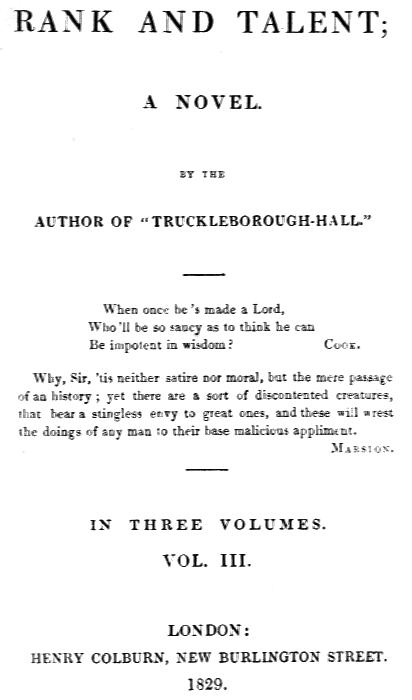 RANK AND TALENT;
A NOVEL.
BY THE
AUTHOR OF "TRUCKLEBOROUGH-HALL."
When once he's made a Lord,
Who'll be so saucy as to think he can
Be impotent in wisdom? COOK.
Why, Sir, 'tis neither satire nor moral, but the mere passage
of an history; yet there are a sort of discontented creatures,
that bear a stingless envy to great ones, and these will wrest
the doings of any man to their base malicious appliment.
MARSTON.
IN THREE VOLUMES.
VOL. III.
LONDON:
HENRY COLBURN, NEW BURLINGTON STREET.
1829.